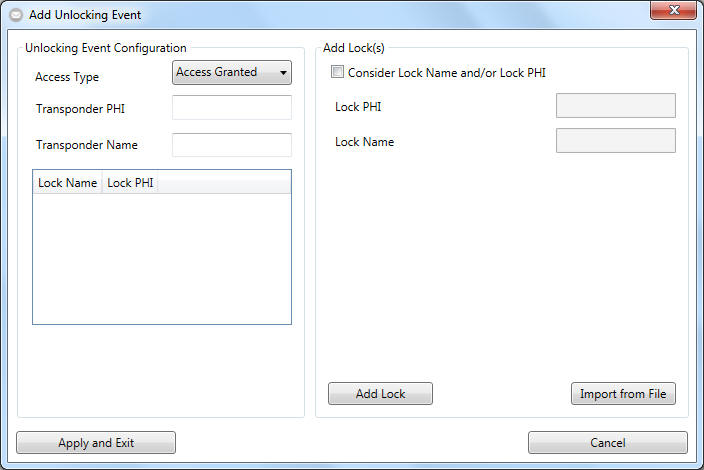 Add Unlocking Event
Unlocking Event Configuration
Access Type
Access Granted
Transponder PHI
Transponder Name
Lock Name
Lock PHI
Add Lock(s)
Consider Lock Name and/or Lock PHI
Lock PHI
Lock Name
Add Lock
Import from File
Apply and Exit
Cancel